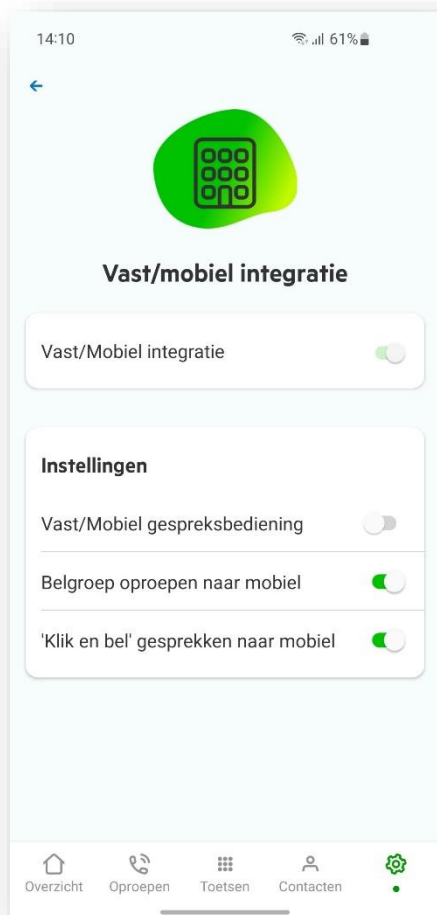 14:10 61%
Vast/mobiel integratie
Vast/Mobiel integratie
Instellingen
Vast/Mobiel gespreksbediening
Belgroep oproepen naar mobiel
'Klik en bel' gesprekken naar mobiel
Overzicht Oproepen Toetsen Contacten